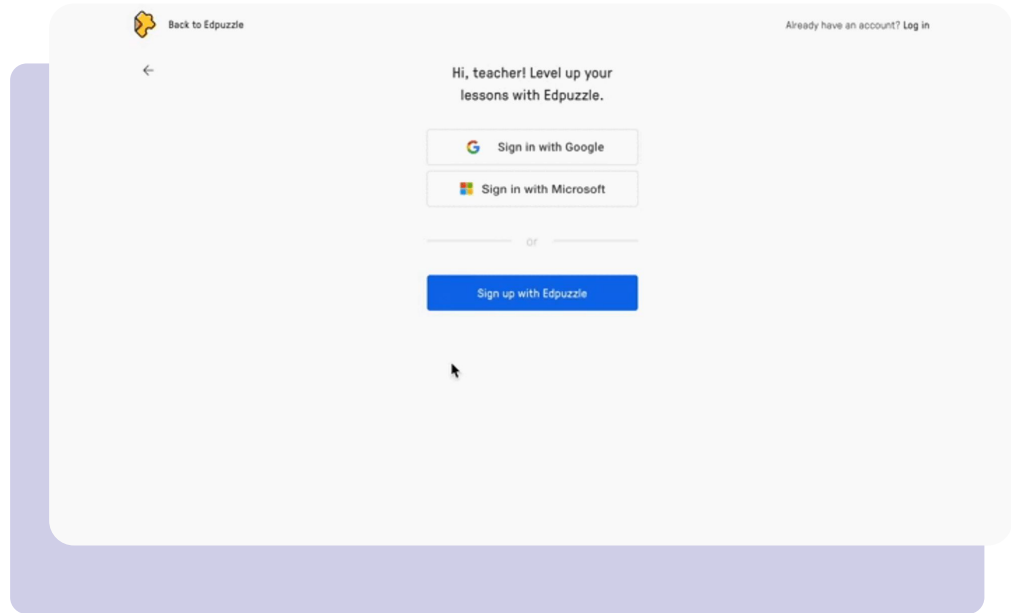 Back to Edpuzzle
Already have an account? Log in
Hi, teacher! Level up your
lessons with Edpuzzle.
Sign in with Google
Sign in with Microsoft
or
Sign up with Edpuzzle